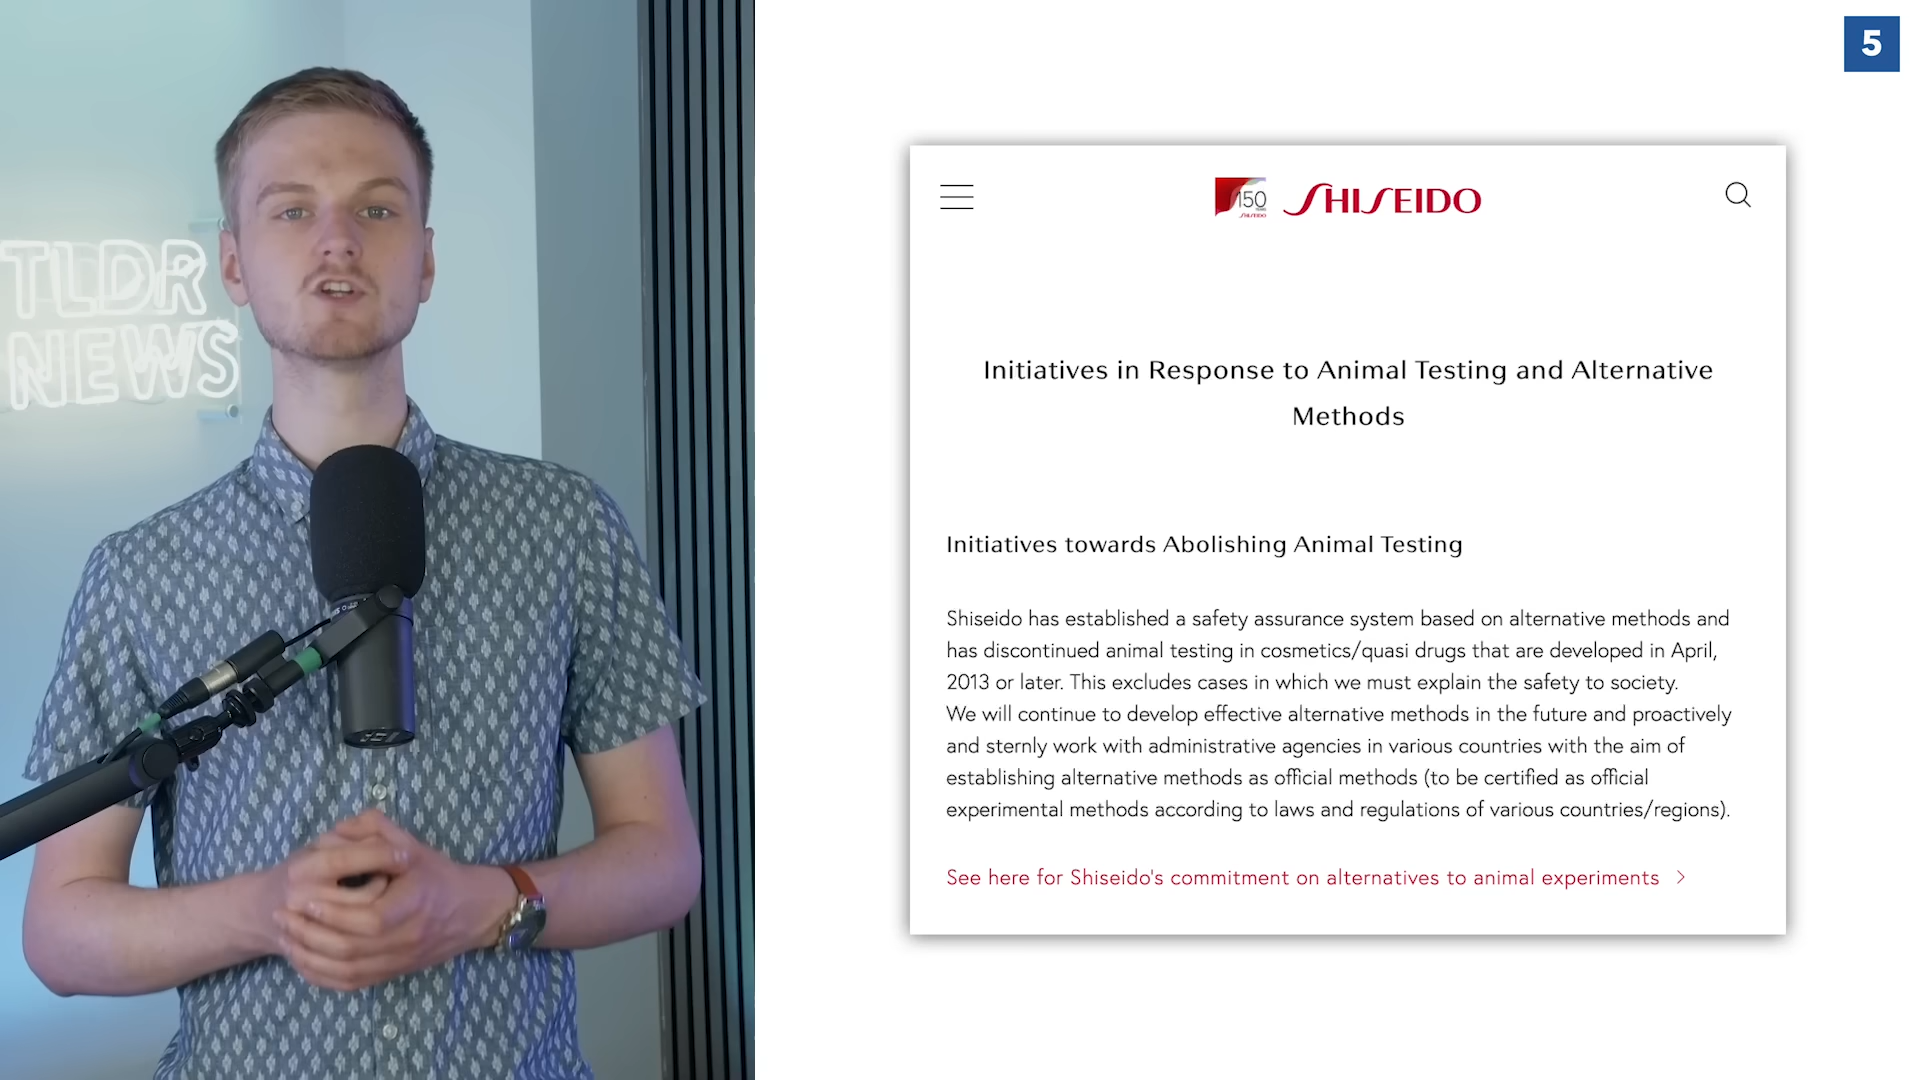 TLDR
NEWS
5
150
SHISEIDO
SHISEIDO
Initiatives in Response to Animal Testing and Alternative
Methods
Initiatives towards Abolishing Animal Testing
Shiseido has established a safety assurance system based on alternative methods and
has discontinued animal testing in cosmetics/quasi drugs that are developed in April,
2013 or later. This excludes cases in which we must explain the safety to society.
We will continue to develop effective alternative methods in the future and proactively
and sternly work with administrative agencies in various countries with the aim of
establishing alternative methods as official methods (to be certified as official
experimental methods according to laws and regulations of various countries/regions).
See here for Shiseido's commitment on alternatives to animal experiments